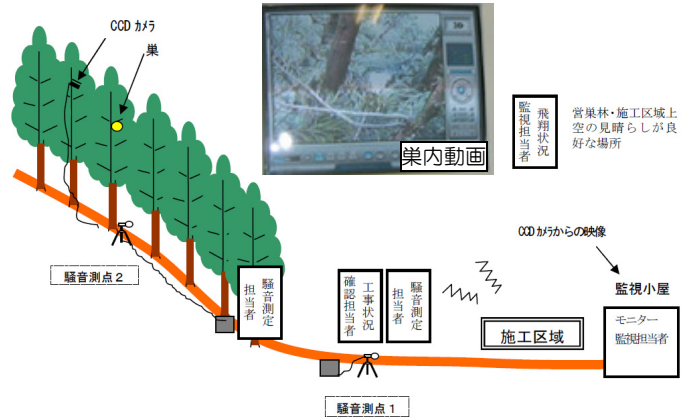 CCD カメラ
巣
巣内動画
飛翔状況
監視担当者
営巣林・施工区域上
空の見晴らしが良
好な場所
CCDカメラからの映像
監視小屋
モニター
監視担当者
施工区域
騒音測定
担当者
工事状況
確認担当者
騒音測定
担当者
騒音測点2
騒音測点1